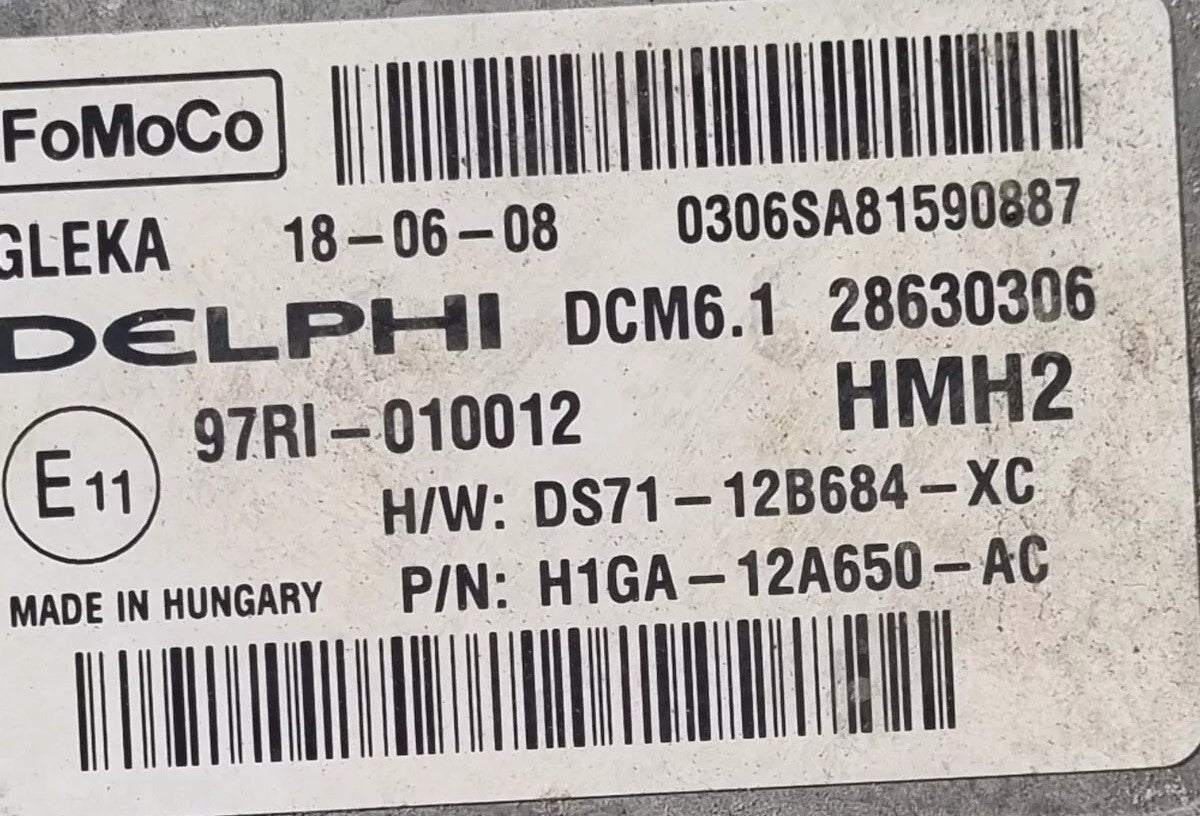 FoMoCo
GLEKA 18-06-08 0306SA81590887
DELPHI DCM6.1 28630306
HMH2
97RI-010012
E11
H/W: DS71-12B684-XC
P/N: H1GA-12A650-AC
MADE IN HUNGARY